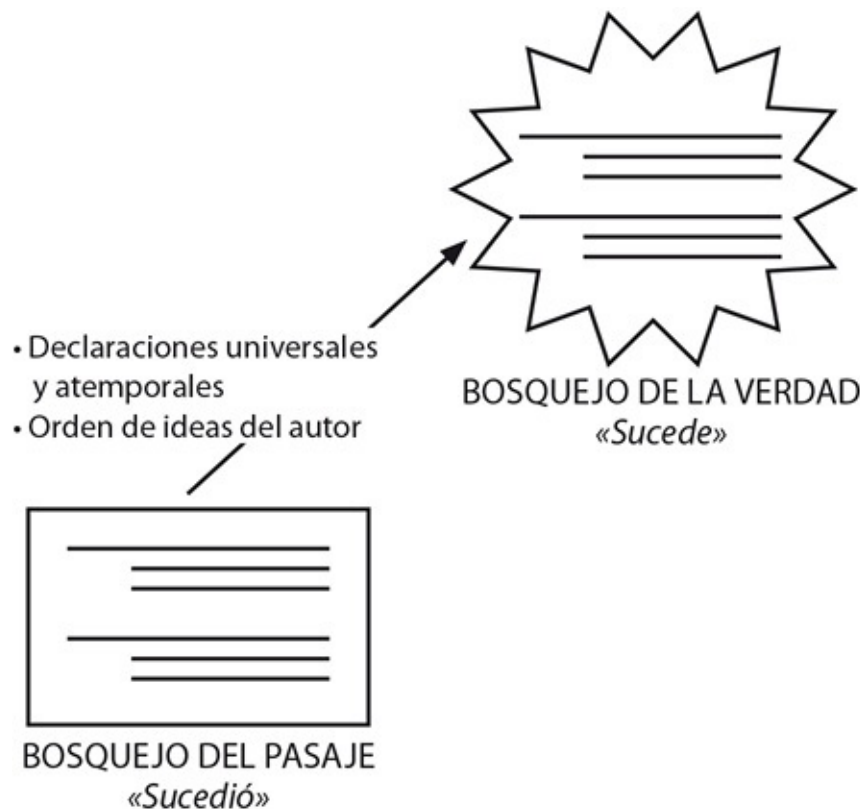 • Declaraciones universales
y atemporales
• Orden de ideas del autor
BOSQUEJO DE LA VERDAD
«Sucede»
BOSQUEJO DEL PASAJE
«Sucedió»